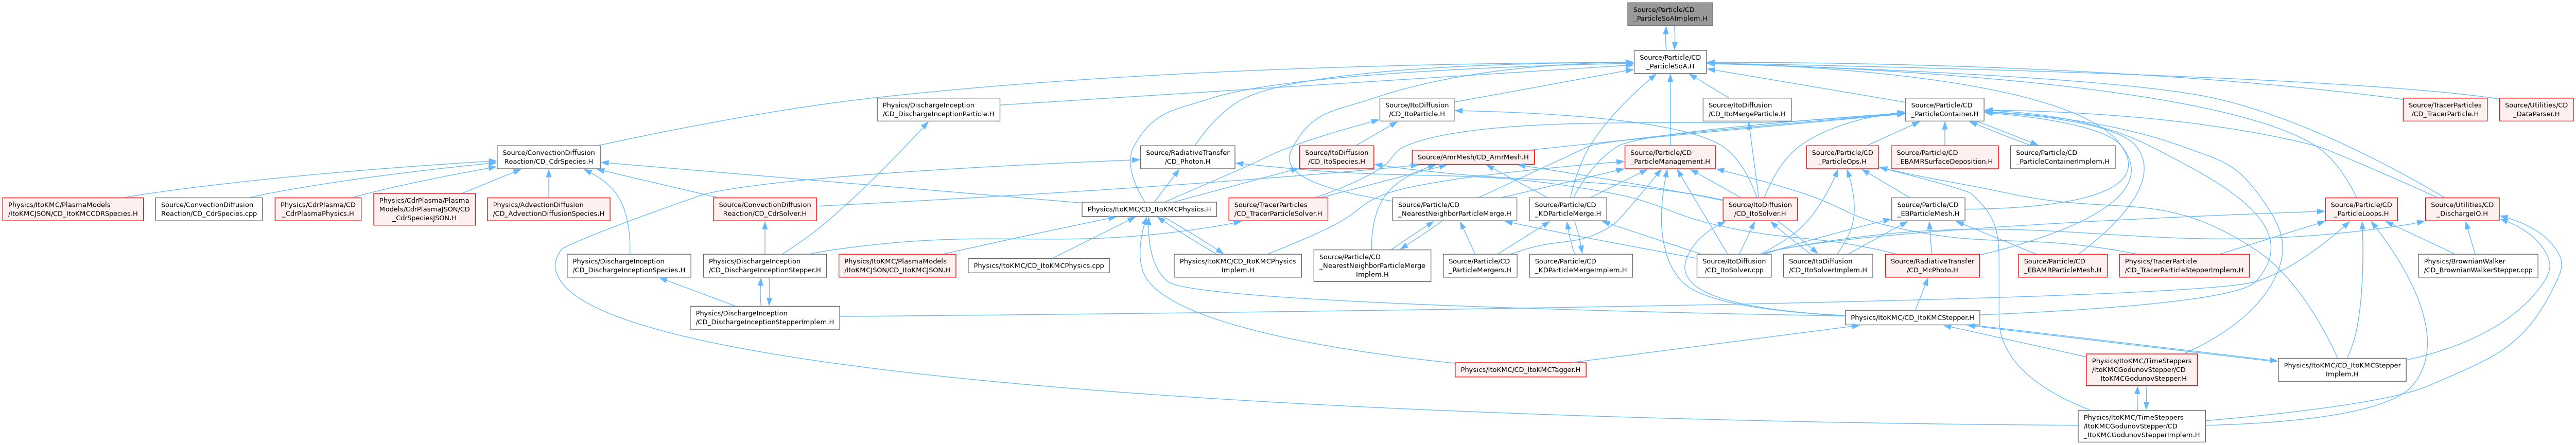 Source/Particle/CD
_ParticleSoAImplem.H
Source/Particle/CD
_ParticleSoA.H
Physics/DischargeInception
/CD_DischargeInceptionParticle.H
Source/ItoDiffusion
/CD_ItoParticle.H
Source/ItoDiffusion
/CD_ItoMergeParticle.H
Source/Particle/CD
_ParticleContainer.H
Source/TracerParticles
/CD_TracerParticle.H
Source/Utilities/CD
_DataParser.H
Source/ConvectionDiffusion
Reaction/CD_CdrSpecies.H
Source/RadiativeTransfer
/CD_Photon.H
Source/ItoDiffusion
/CD_ItoSpecies.H
Source/AmrMesh/CD_AmrMesh.H
Source/Particle/CD
_ParticleManagement.H
Source/Particle/CD
_ParticleOps.H
Source/Particle/CD
_EBAMRSurfaceDeposition.H
Source/Particle/CD
_ParticleContainerImplem.H
Physics/ItoKMC/PlasmaModels
/ItoKMCJSON/CD_ItoKMCCDRSpecies.H
Source/ConvectionDiffusion
Reaction/CD_CdrSpecies.cpp
Physics/CdrPlasma/CD
_CdrPlasmaPhysics.H
Physics/CdrPlasma/Plasma
Models/CdrPlasmaJSON/CD
_CdrSpeciesJSON.H
Physics/AdvectionDiffusion
/CD_AdvectionDiffusionSpecies.H
Source/ConvectionDiffusion
Reaction/CD_CdrSolver.H
Physics/ItoKMC/CD_ItoKMCPhysics.H
Source/TracerParticles
/CD_TracerParticleSolver.H
Source/Particle/CD
_NearestNeighborParticleMerge.H
Source/Particle/CD
_KDParticleMerge.H
Source/ItoDiffusion
/CD_ItoSolver.H
Source/Particle/CD
_EBParticleMesh.H
Source/Particle/CD
_ParticleLoops.H
Source/Utilities/CD
_DischargeIO.H
Physics/DischargeInception
/CD_DischargeInceptionSpecies.H
Physics/DischargeInception
/CD_DischargeInceptionStepper.H
Physics/ItoKMC/PlasmaModels
/ItoKMCJSON/CD_ItoKMCJSON.H
Physics/ItoKMC/CD_ItoKMCPhysics.cpp
Physics/ItoKMC/CD_ItoKMCPhysics
Implem.H
Source/Particle/CD
_NearestNeighborParticleMerge
Implem.H
Source/Particle/CD
_ParticleMergers.H
Source/Particle/CD
_KDParticleMergeImplem.H
Source/ItoDiffusion
/CD_ItoSolver.cpp
Source/ItoDiffusion
/CD_ItoSolverImplem.H
Source/RadiativeTransfer
/CD_McPhoto.H
Source/Particle/CD
_EBAMRParticleMesh.H
Physics/TracerParticle
/CD_TracerParticleStepperImplem.H
Physics/BrownianWalker
/CD_BrownianWalkerStepper.cpp
Physics/DischargeInception
/CD_DischargeInceptionStepperImplem.H
Physics/ItoKMC/CD_ItoKMCStepper.H
Physics/ItoKMC/CD_ItoKMCTagger.H
Physics/ItoKMC/TimeSteppers
/ItoKMCGodunovStepper/CD
_ItoKMCGodunovStepper.H
Physics/ItoKMC/CD_ItoKMCStepper
Implem.H
Physics/ItoKMC/TimeSteppers
/ItoKMCGodunovStepper/CD
_ItoKMCGodunovStepperImplem.H